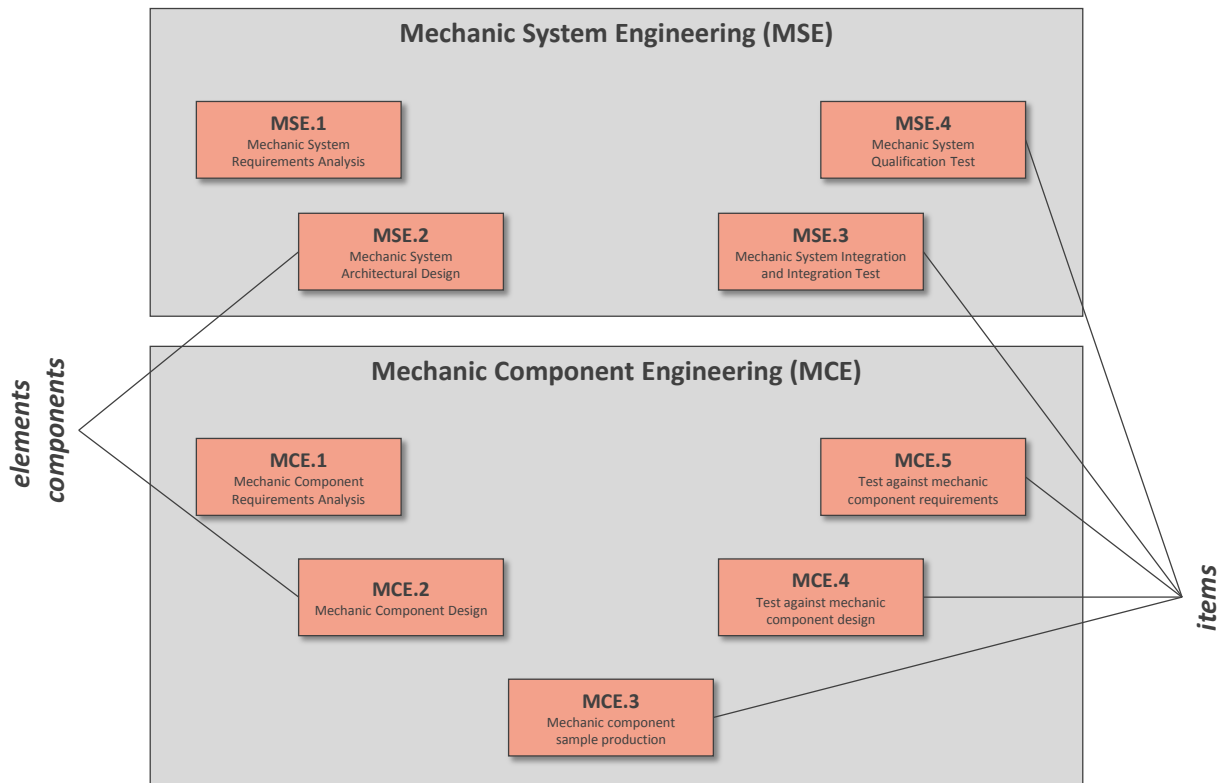 Mechanic System Engineering (MSE)
MSE.1
Mechanic System
Requirements Analysis
MSE.4
Mechanic System
Qualification Test
MSE.2
Mechanic System
Architectural Design
MSE.3
Mechanic System Integration
and Integration Test
elements
components
Mechanic Component Engineering (MCE)
MCE.1
Mechanic Component
Requirements Analysis
MCE.5
Test against mechanic
component requirements
MCE.2
Mechanic Component Design
MCE.4
Test against mechanic
component design
items
MCE.3
Mechanic component
sample production